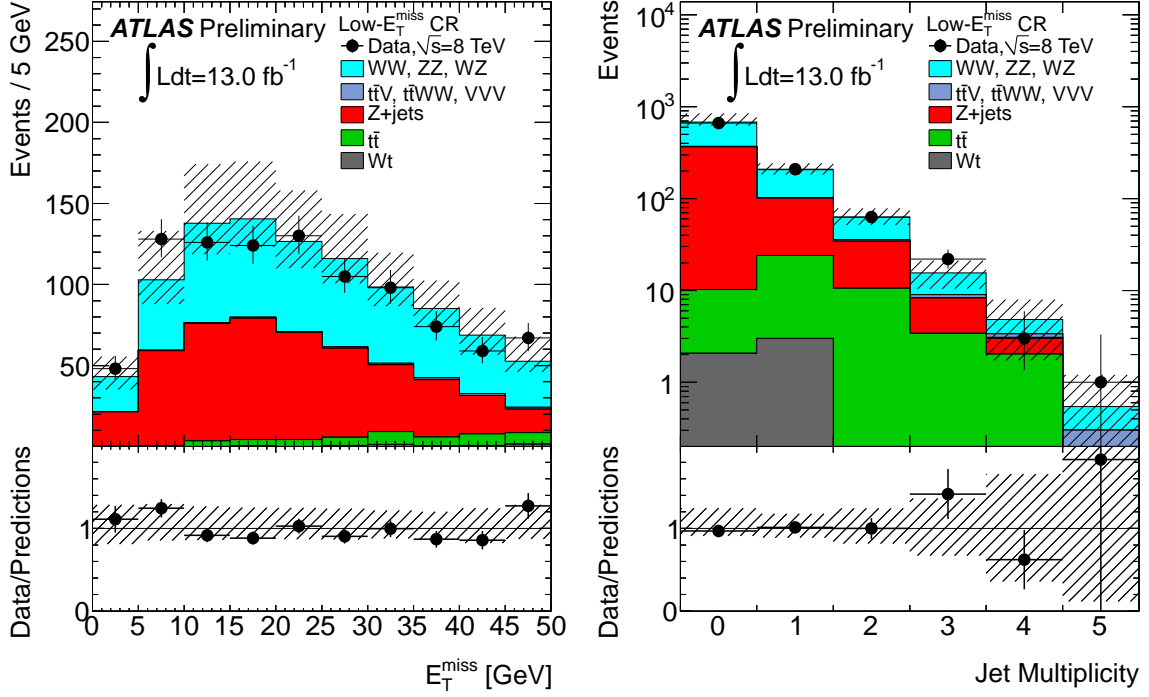 ATLAS Preliminary
∫ Ldt=13.0 fb⁻¹
Low-E_T^miss CR
Data, √s=8 TeV
WW, ZZ, WZ
tt̄V, tt̄WW, VVV
Z+jets
tt̄
Wt
Events / 5 GeV
250
200
150
100
50
Data/Predictions
1
0
0 5 10 15 20 25 30 35 40 45 50
E_T^miss [GeV]
ATLAS Preliminary
∫ Ldt=13.0 fb⁻¹
Low-E_T^miss CR
Data, √s=8 TeV
WW, ZZ, WZ
tt̄V, tt̄WW, VVV
Z+jets
tt̄
Wt
Events
10⁴
10³
10²
10
1
Data/Predictions
1
0
0 1 2 3 4 5
Jet Multiplicity